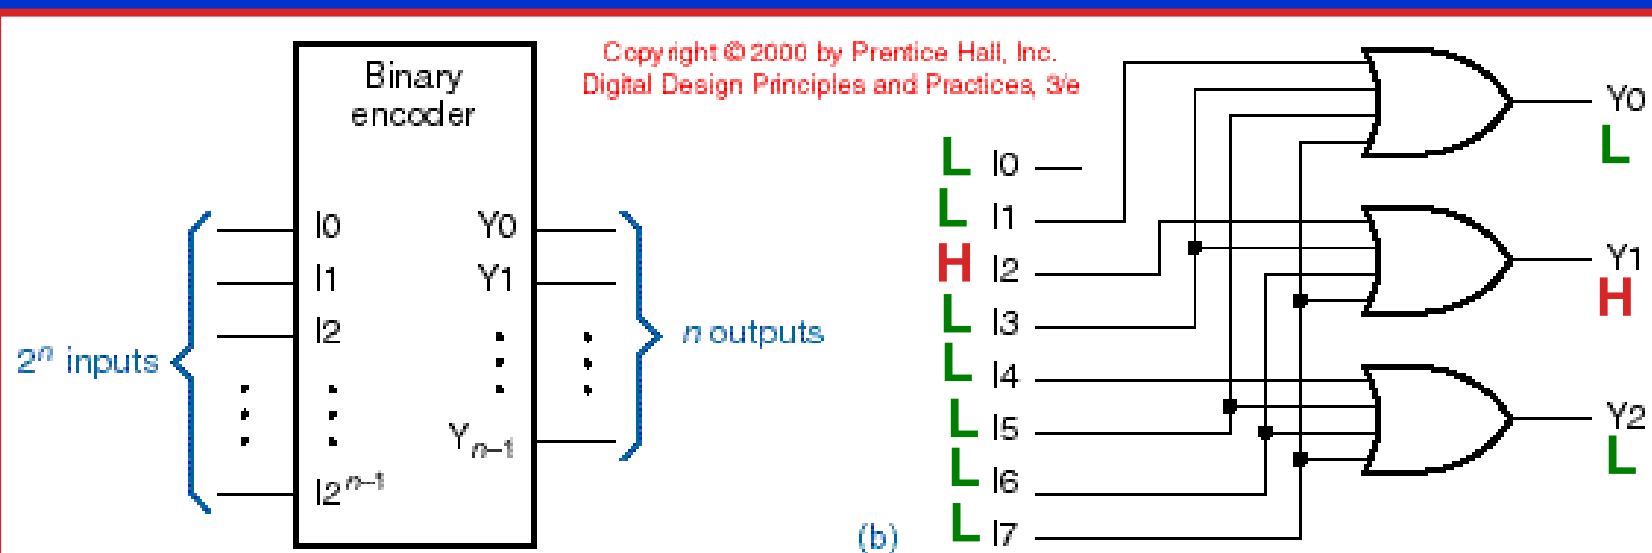 Copyright © 2000 by Prentice Hall, Inc.
Digital Design Principles and Practices, 3/e
Binary
encoder
I0 Y0
I1 Y1
I2
2ⁿ inputs
n outputs
Yn–1
I2ⁿ⁻¹
(b)
L I0
L I1
H I2
L I3
L I4
L I5
L I6
L I7
Y0
L
Y1
H
Y2
L